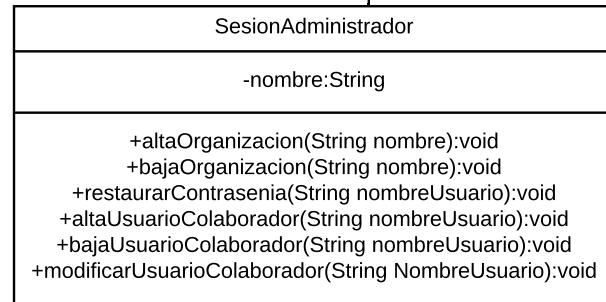 SesionAdministrador
-nombre:String
+altaOrganizacion(String nombre):void
+bajaOrganizacion(String nombre):void
+restaurarContrasenia(String nombreUsuario):void
+altaUsuarioColaborador(String nombreUsuario):void
+bajaUsuarioColaborador(String nombreUsuario):void
+modificarUsuarioColaborador(String NombreUsuario):void